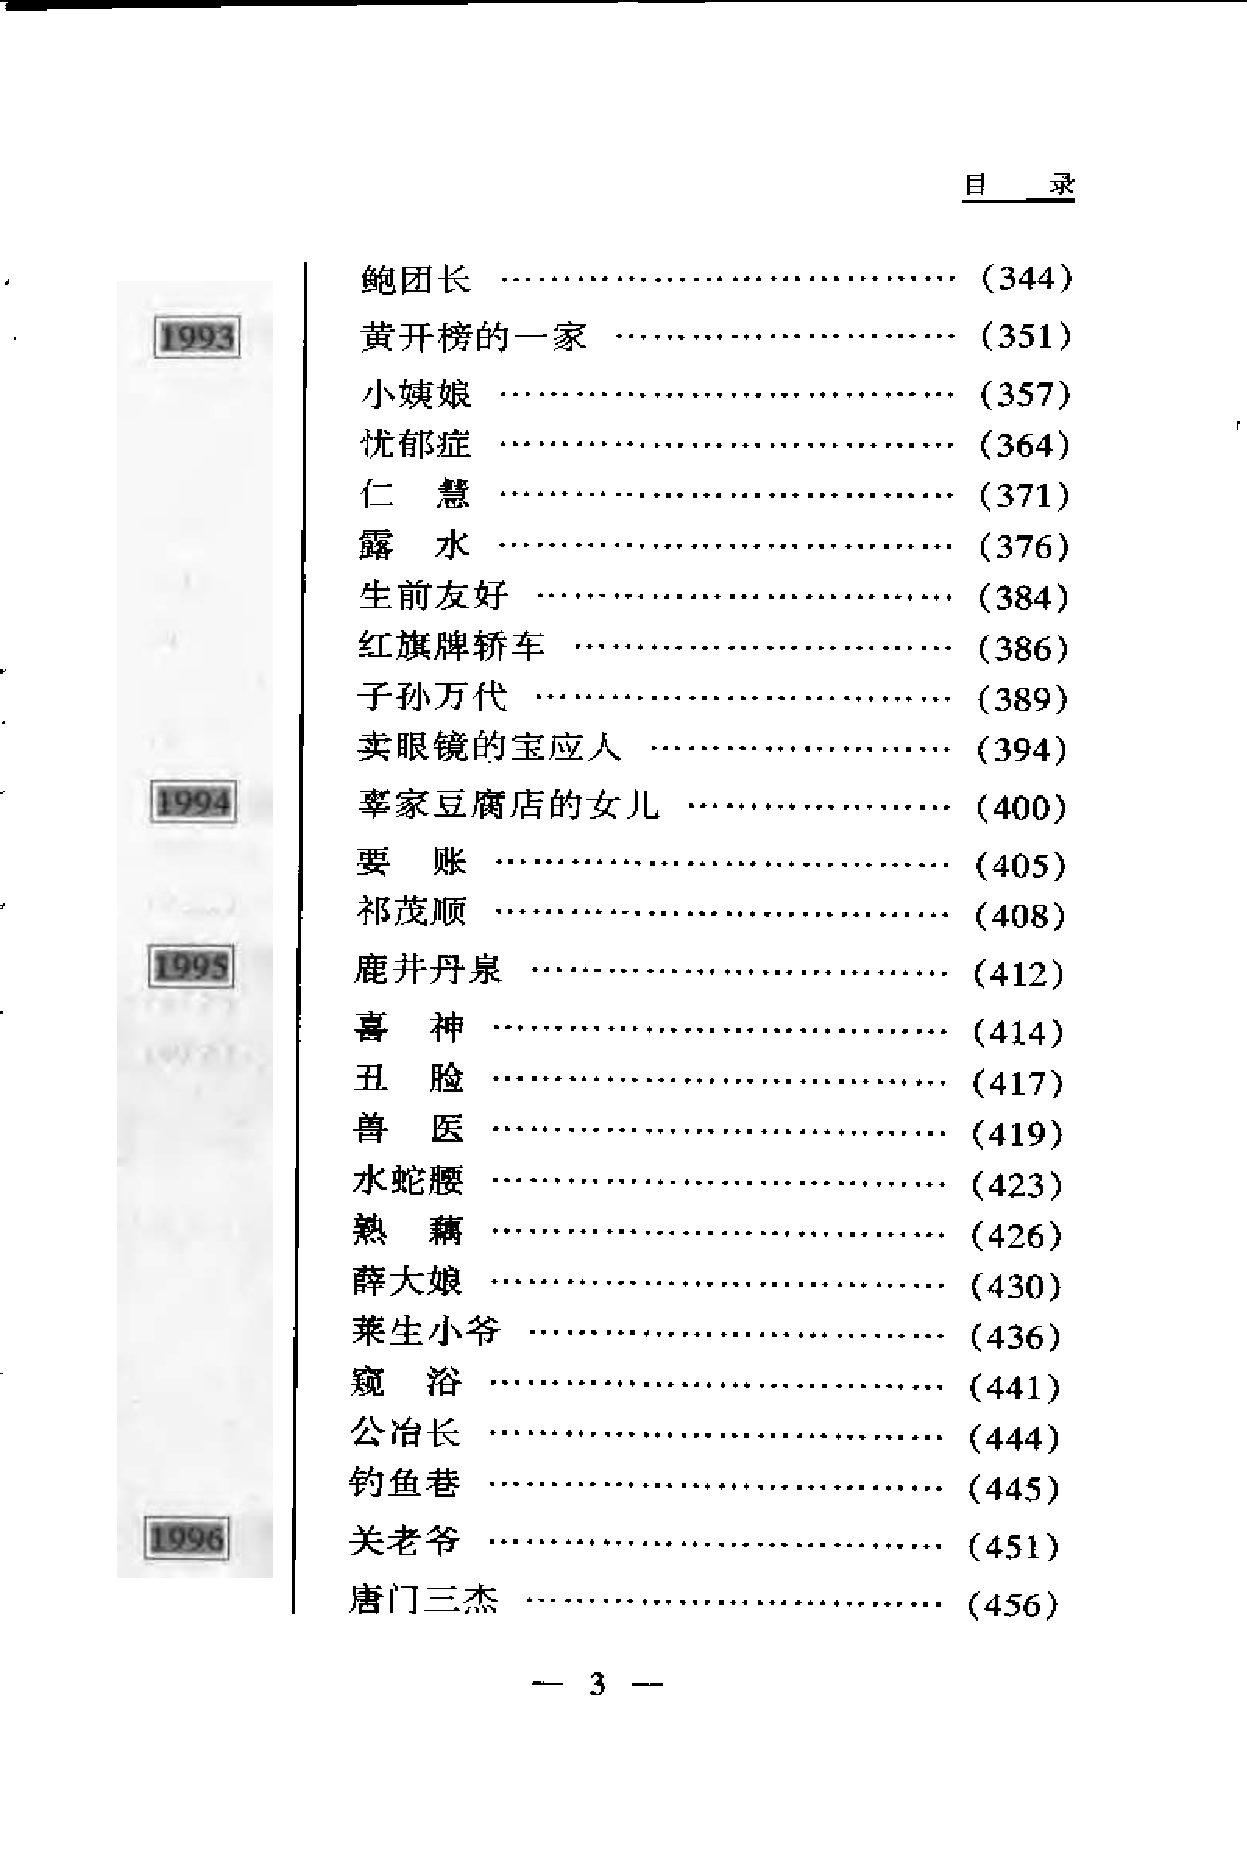 目 录
鲍团长 ………………………………… (344)
1993 黄开榜的一家 ………………………… (351)
小姨娘 ………………………………… (357)
忧郁症 ………………………………… (364)
仁 慧 ………………………………… (371)
露 水 ………………………………… (376)
生前友好 ……………………………… (384)
红旗牌轿车 …………………………… (386)
子孙万代 ……………………………… (389)
卖眼镜的宝应人 ……………………… (394)
1994 辜家豆腐店的女儿 …………………… (400)
要 账 ………………………………… (405)
祁茂顺 ………………………………… (408)
1995 鹿井丹泉 ……………………………… (412)
喜 神 ………………………………… (414)
丑 脸 ………………………………… (417)
兽 医 ………………………………… (419)
水蛇腰 ………………………………… (423)
熟 藕 ………………………………… (426)
薛大娘 ………………………………… (430)
莱生小爷 ……………………………… (436)
窥 浴 ………………………………… (441)
公冶长 ………………………………… (444)
钓鱼巷 ………………………………… (445)
1996 关老爷 ………………………………… (451)
唐门三杰 ……………………………… (456)
— 3 —